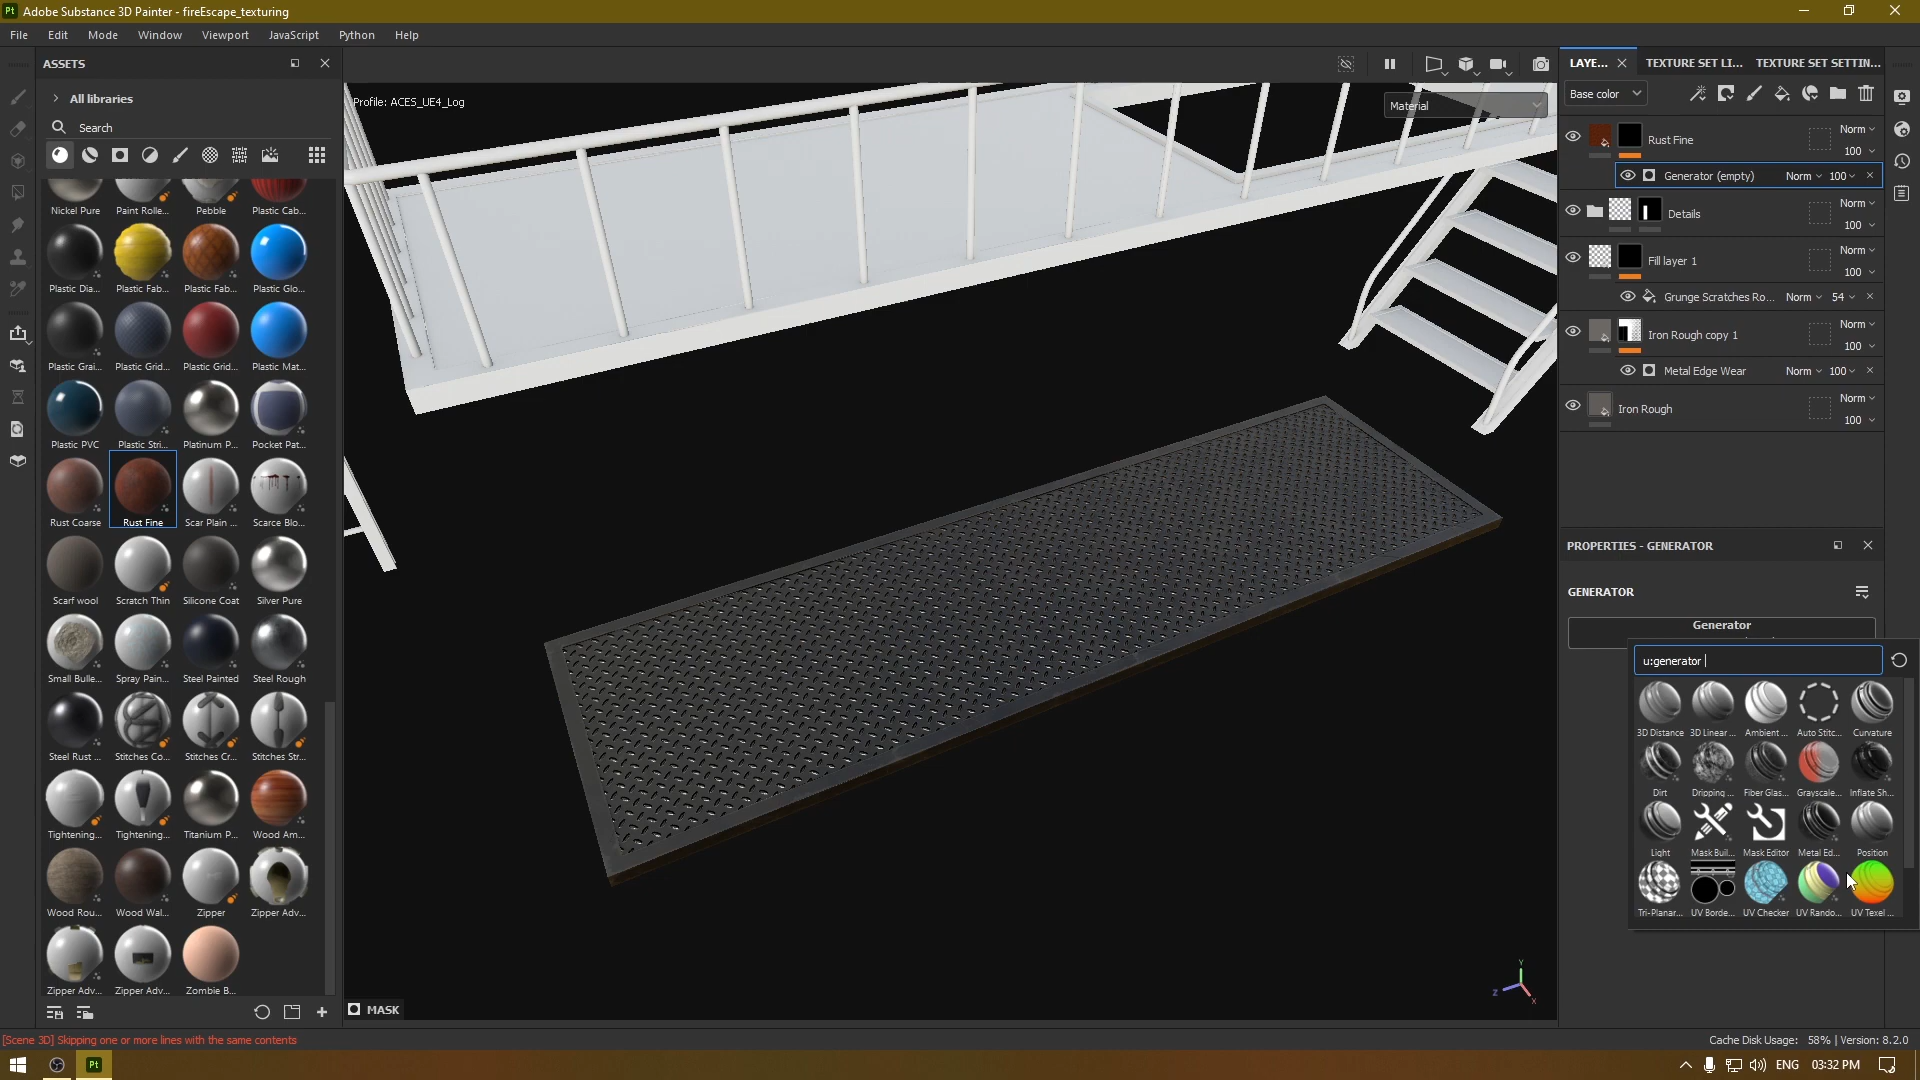 Pt Adobe Substance 3D Painter - fireEscape_texturing
File Edit Mode Window Viewport JavaScript Python Help
ASSETS
All libraries
Search
Nickel Pure Paint Rolle... Pebble Plastic Cab...
Plastic Dia... Plastic Fab... Plastic Fab... Plastic Glo...
Plastic Grai... Plastic Grid... Plastic Grid... Plastic Mat...
Plastic PVC Plastic Stri... Platinum P... Pocket Pat...
Rust Coarse Rust Fine Scar Plain ... Scarce Blo...
Scarf wool Scratch Thin Silicone Coat Silver Pure
Small Bulle... Spray Pain... Steel Painted Steel Rough
Steel Rust ... Stitches Co... Stitches Cr... Stitches Str...
Tightening... Tightening... Titanium P... Wood Am...
Wood Rou... Wood Wal... Zipper Zipper Adv...
Zipper Adv... Zipper Adv... Zombie B...
Profile: ACES_UE4_Log
Material
Y
Z
X
MASK
LAYE... TEXTURE SET LI... TEXTURE SET SETTIN...
Base color
Rust Fine Norm
100
Generator (empty) Norm 100
Details Norm
100
Fill layer 1 Norm
100
Grunge Scratches Ro... Norm 54
Iron Rough copy 1 Norm
100
Metal Edge Wear Norm 100
Iron Rough Norm
100
PROPERTIES - GENERATOR
GENERATOR
Generator
u:generator
3D Distance 3D Linear ... Ambient ... Auto Stitc... Curvature
Dirt Dripping ... Fiber Glas... Grayscale... Inflate Sh...
Light Mask Buil... Mask Editor Metal Ed... Position
Tri-Planar... UV Borde... UV Checker UV Rando... UV Texel ...
[Scene 3D] Skipping one or more lines with the same contents
Cache Disk Usage: 58% | Version: 8.2.0
Pt
ENG 03:32 PM